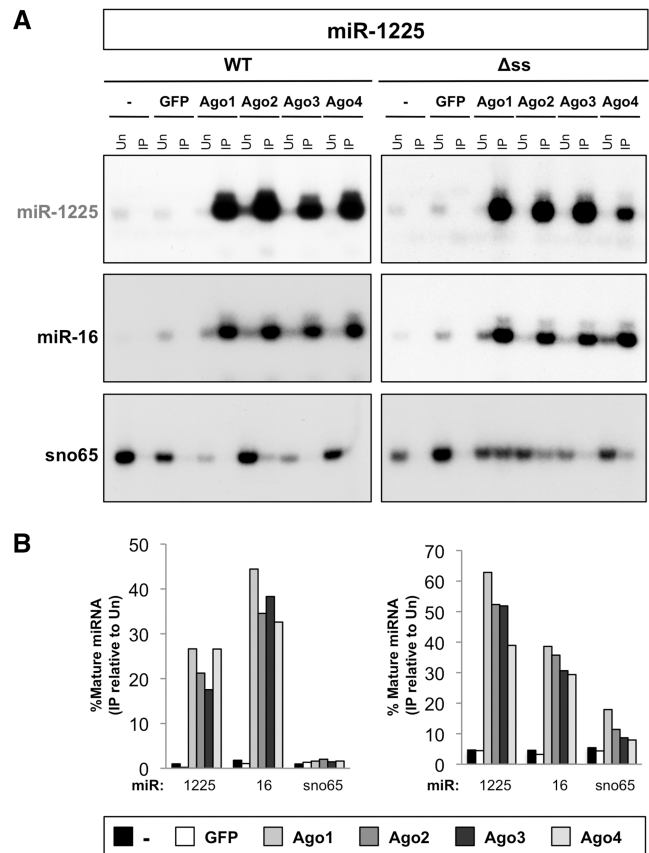 A
miR-1225
WT Δss
- GFP Ago1 Ago2 Ago3 Ago4 - GFP Ago1 Ago2 Ago3 Ago4
Un IP Un IP Un IP Un IP Un IP Un IP Un IP Un IP Un IP Un IP Un IP Un IP
miR-1225
miR-16
sno65
B
%Mature miRNA
(IP relative to Un)
50
40
30
20
10
0
miR: 1225 16 sno65
% Mature miRNA
(IP relative to Un)
70
60
50
40
30
20
10
0
miR: 1225 16 sno65
- GFP Ago1 Ago2 Ago3 Ago4